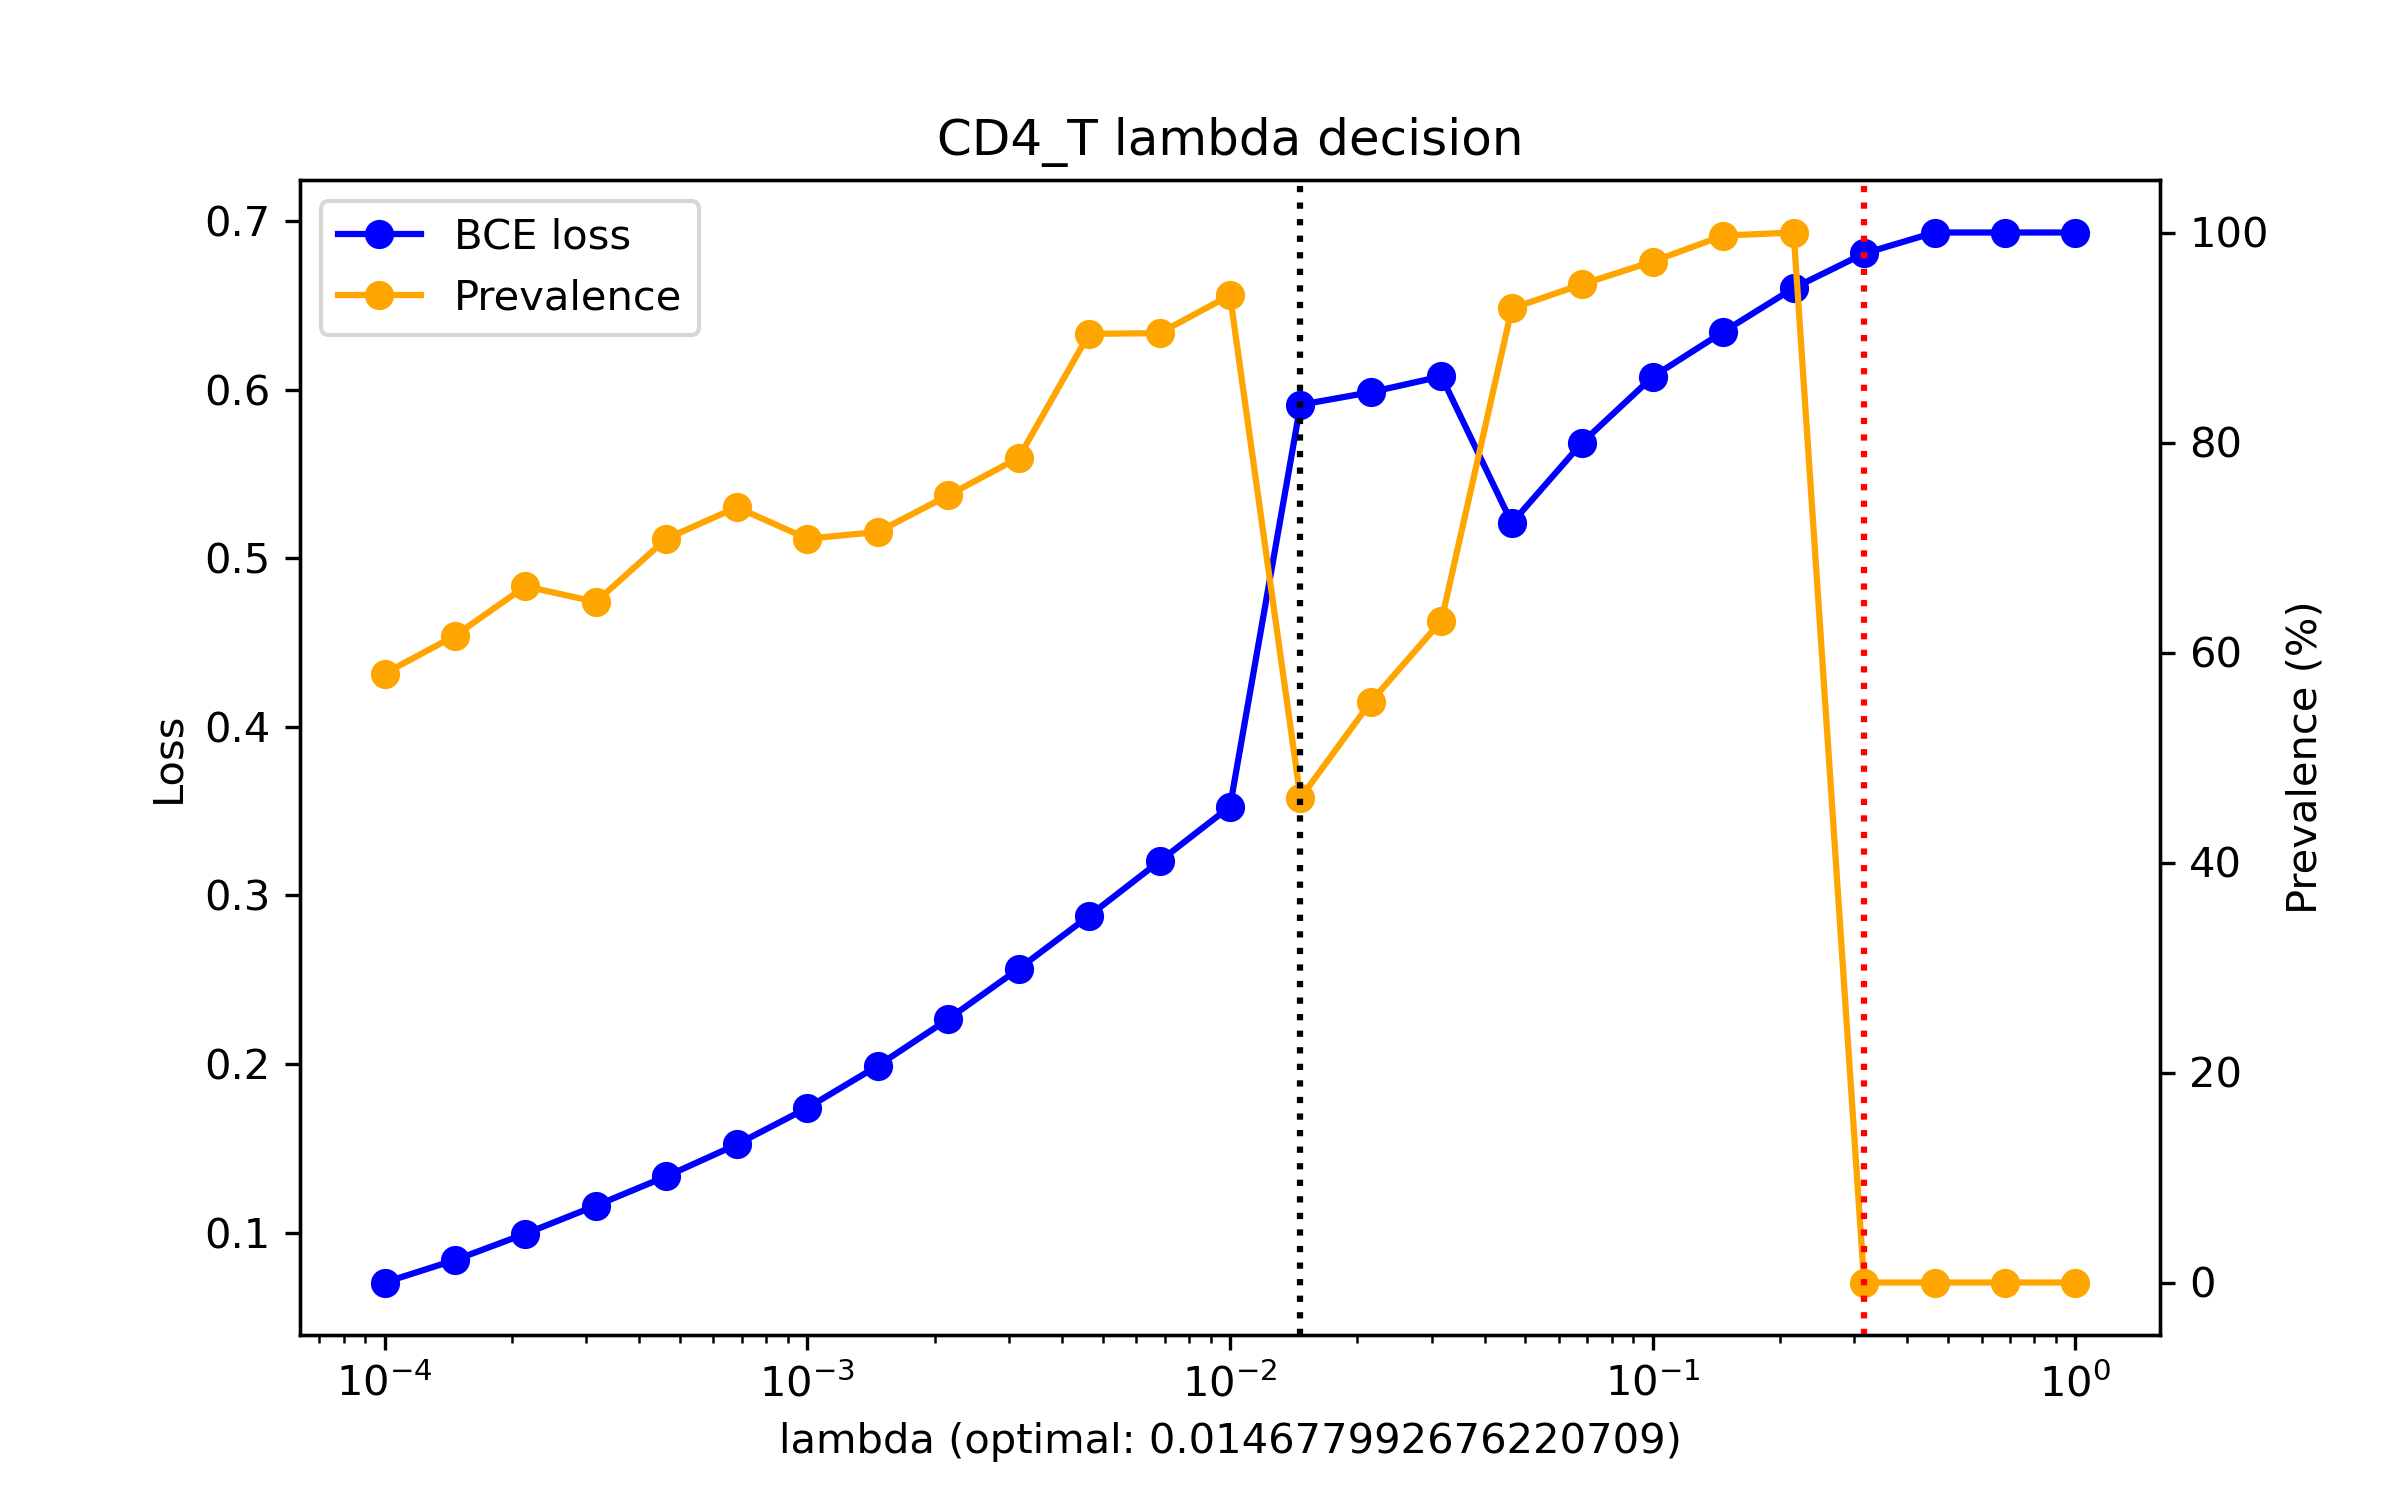 CD4_T lambda decision
BCE loss
Prevalence
0.7
0.6
0.5
0.4
0.3
0.2
0.1
Loss
100
80
60
40
20
0
Prevalence (%)
10⁻⁴ 10⁻³ 10⁻² 10⁻¹ 10⁰
lambda (optimal: 0.014677992676220709)